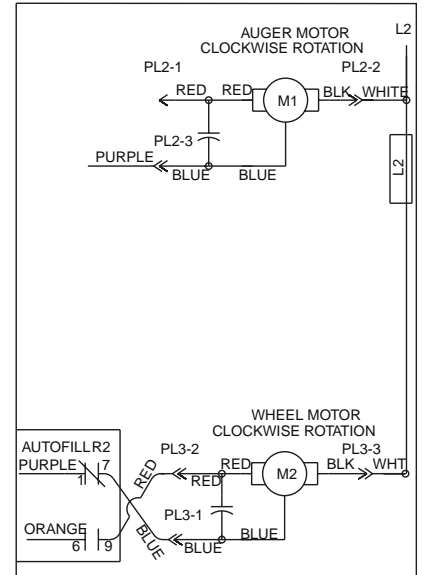 AUGER MOTOR
CLOCKWISE ROTATION
L2
PL2-1
PL2-2
RED
RED
M1
BLK
WHITE
PL2-3
PURPLE
BLUE
BLUE
L2
WHEEL MOTOR
CLOCKWISE ROTATION
AUTOFILLR2
PL3-2
PL3-3
PURPLE
1
7
RED
RED
RED
M2
BLK
WHT
PL3-1
ORANGE
6
9
BLUE
BLUE
BLUE